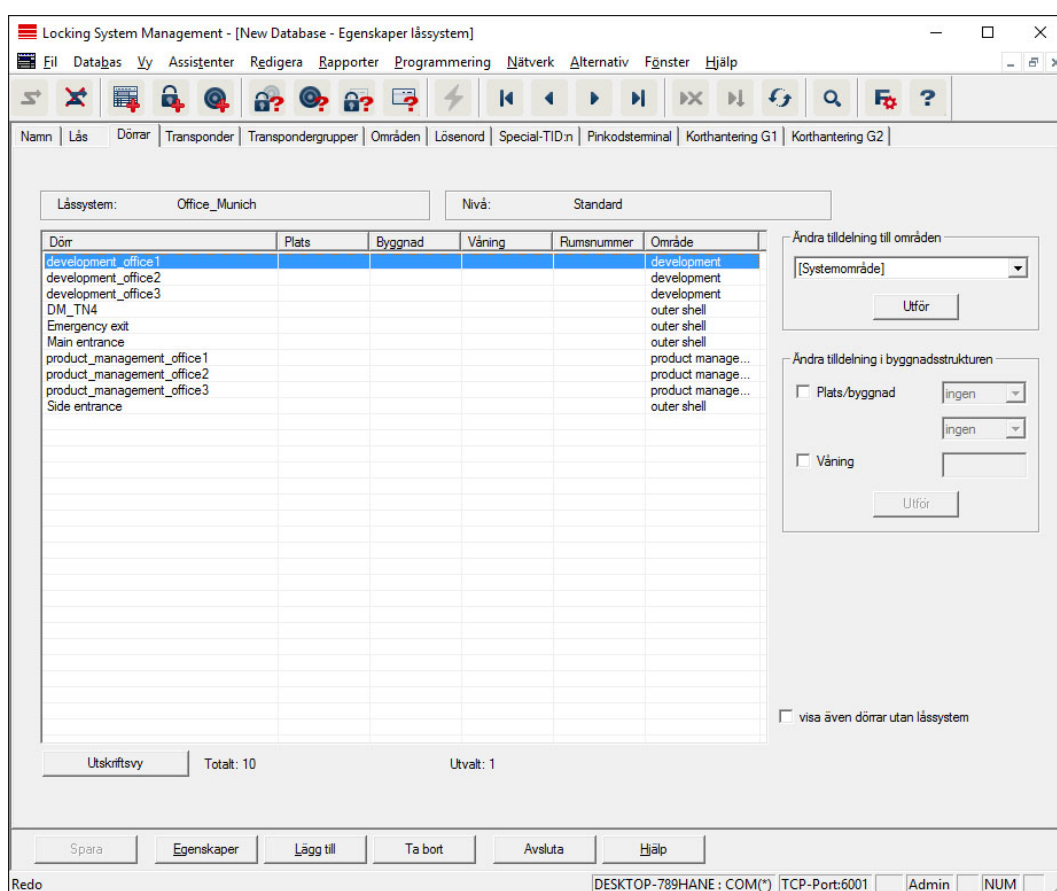 Locking System Management - [New Database - Egenskaper låssystem]
Fil Databas Vy Assistenter Redigera Rapporter Programmering Nätverk Alternativ Fönster Hjälp
Namn Lås Dörrar Transponder Transpondergrupper Områden Lösenord Special-TID:n Pinkodsterminal Korthantering G1 Korthantering G2
Låssystem: Office_Munich Nivå: Standard
Dörr Plats Byggnad Våning Rumsnummer Område
development_office1 development
development_office2 development
development_office3 development
DM_TN4 outer shell
Emergency exit outer shell
Main entrance outer shell
product_management_office1 product manage...
product_management_office2 product manage...
product_management_office3 product manage...
Side entrance outer shell
Ändra tilldelning till områden
[Systemområde]
Utför
Ändra tilldelning i byggnadsstrukturen
Plats/byggnad ingen
ingen
Våning
Utför
visa även dörrar utan låssystem
Utskriftsvy Totalt: 10 Utvalt: 1
Spara Egenskaper Lägg till Ta bort Avsluta Hjälp
Redo DESKTOP-789HANE : COM(*) TCP-Port:6001 Admin NUM